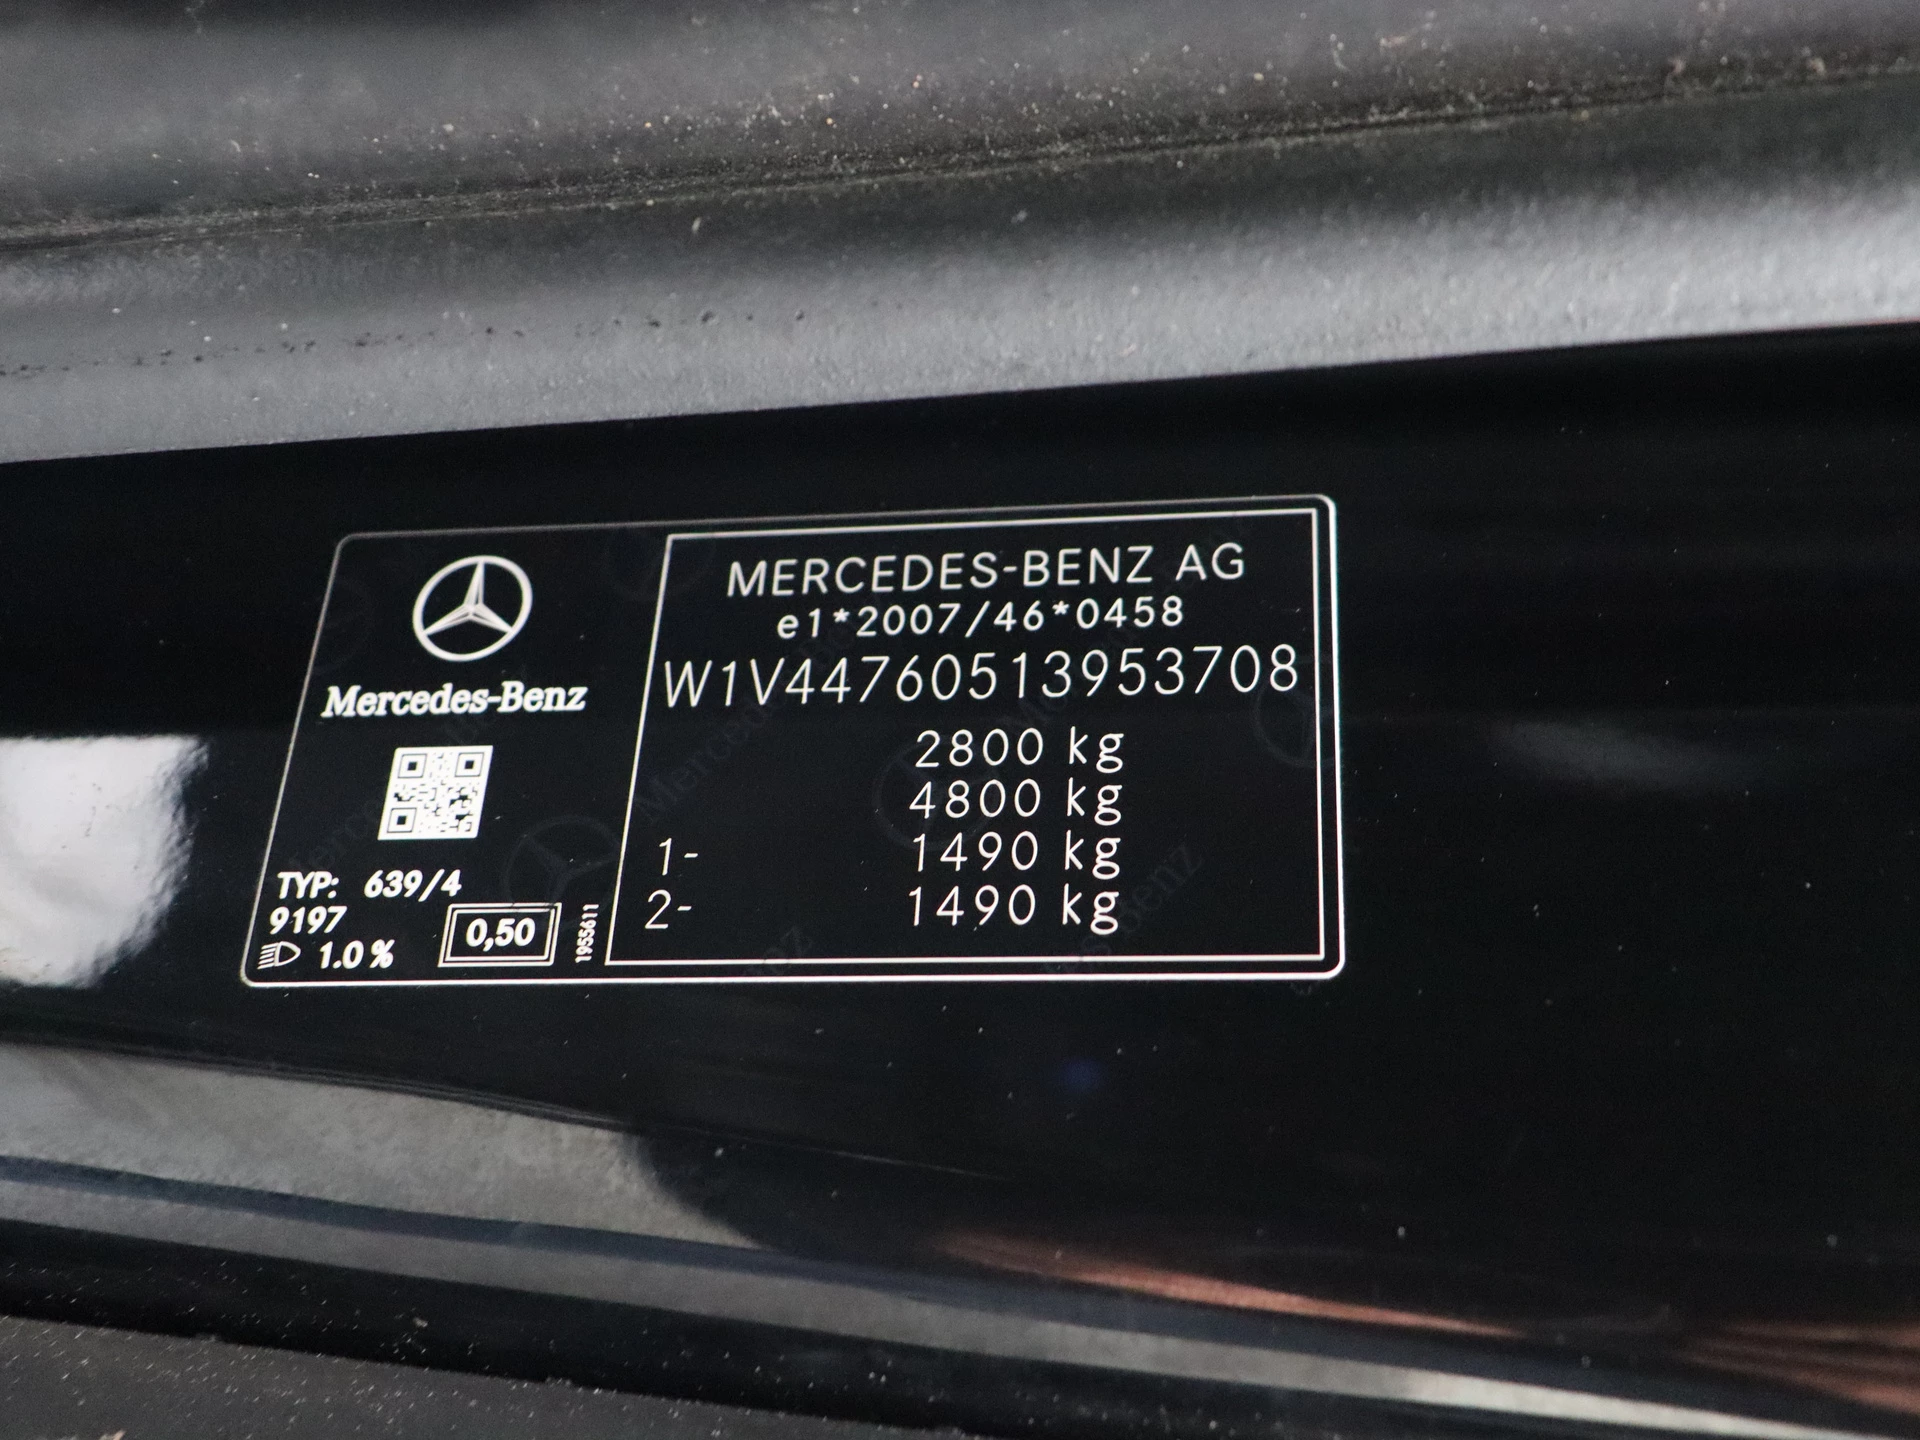 Mercedes-Benz
TYP: 639/4
9197
1.0 %
0,50
1955611
MERCEDES-BENZ AG
e1*2007/46*0458
W1V44760513953708
2800 kg
4800 kg
1- 1490 kg
2- 1490 kg